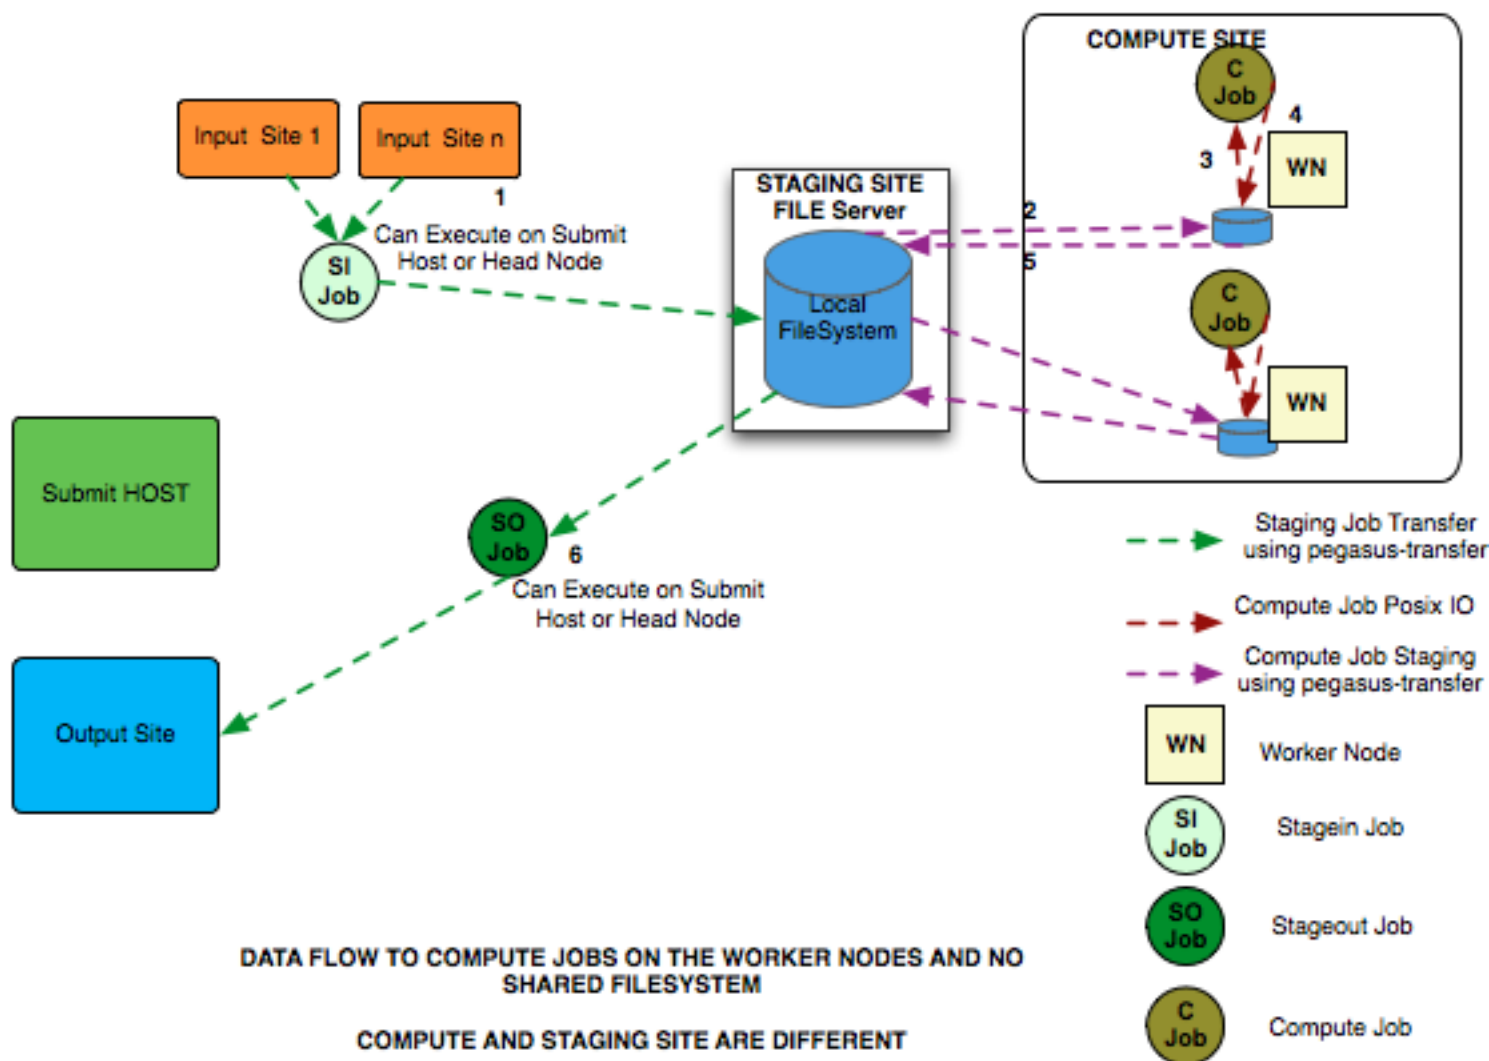 COMPUTE SITE
C
Job
4
3
WN
Input Site 1
Input Site n
1
Can Execute on Submit
Host or Head Node
SI
Job
STAGING SITE
FILE Server
Local
FileSystem
2
5
C
Job
WN
Submit HOST
SO
Job
6
Can Execute on Submit
Host or Head Node
Output Site
Staging Job Transfer
using pegasus-transfer
Compute Job Posix IO
Compute Job Staging
using pegasus-transfer
WN
Worker Node
SI
Job
Stagein Job
SO
Job
Stageout Job
C
Job
Compute Job
DATA FLOW TO COMPUTE JOBS ON THE WORKER NODES AND NO
SHARED FILESYSTEM
COMPUTE AND STAGING SITE ARE DIFFERENT